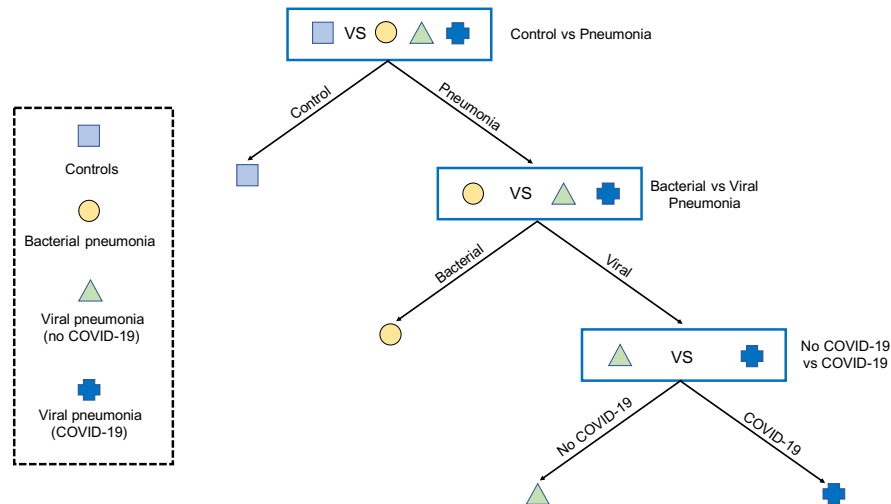 VS
Control vs Pneumonia
Control
Pneumonia
Controls
Bacterial pneumonia
Viral pneumonia
(no COVID-19)
Viral pneumonia
(COVID-19)
VS
Bacterial vs Viral
Pneumonia
Bacterial
Viral
VS
No COVID-19
vs COVID-19
No COVID-19
COVID-19